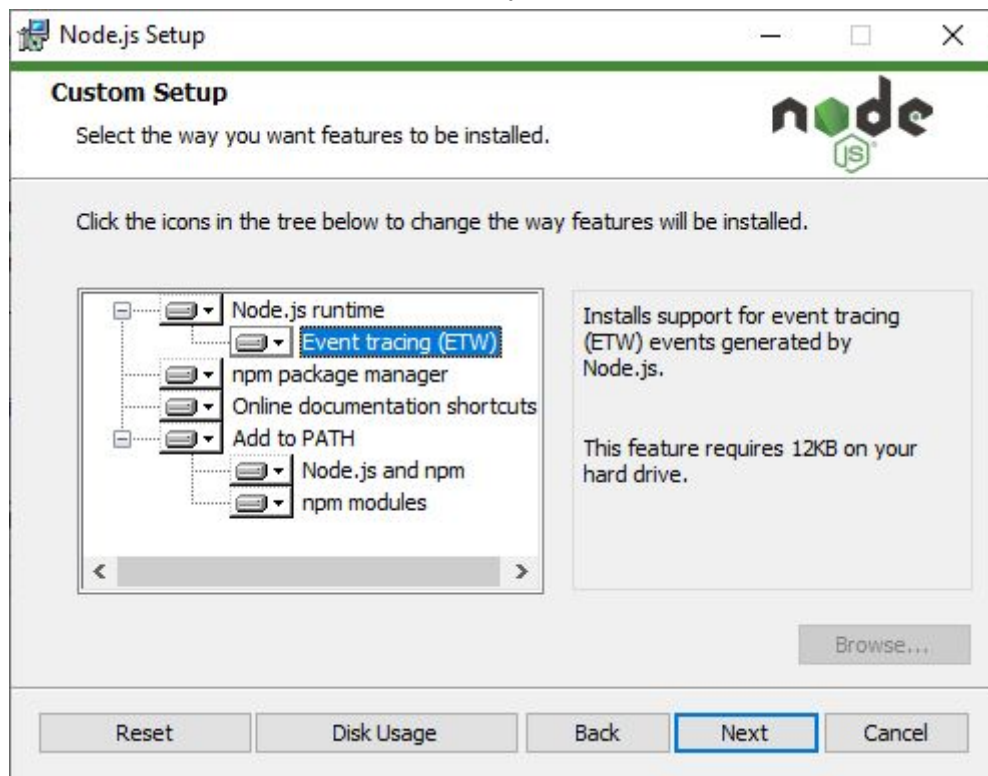 Node.js Setup
Custom Setup
Select the way you want features to be installed.
node
JS
Click the icons in the tree below to change the way features will be installed.
Node.js runtime
Event tracing (ETW)
npm package manager
Online documentation shortcuts
Add to PATH
Node.js and npm
npm modules
Installs support for event tracing
(ETW) events generated by
Node.js.
This feature requires 12KB on your
hard drive.
Browse...
Reset
Disk Usage
Back
Next
Cancel